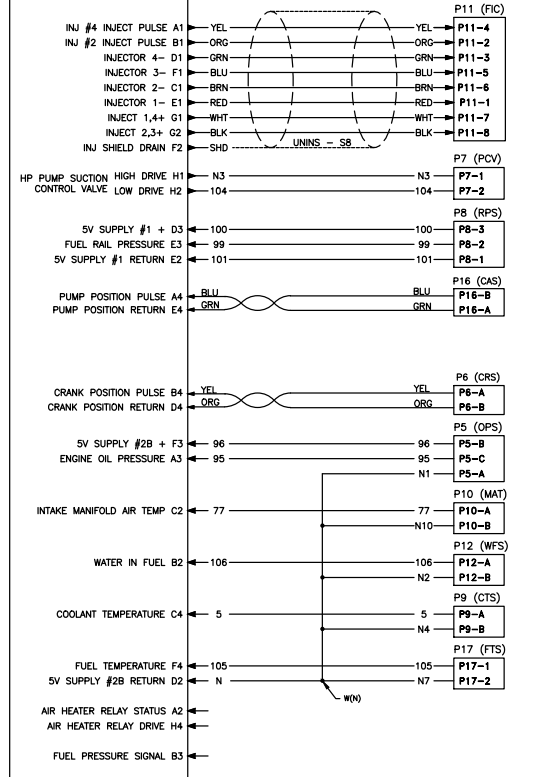 P11 (FIC)
INJ #4 INJECT PULSE A1 YEL YEL P11-4
INJ #2 INJECT PULSE B1 ORG ORG P11-2
INJECTOR 4- D1 GRN GRN P11-3
INJECTOR 3- F1 BLU BLU P11-5
INJECTOR 2- C1 BRN BRN P11-6
INJECTOR 1- E1 RED RED P11-1
INJECT 1,4+ G1 WHT WHT P11-7
INJECT 2,3+ G2 BLK BLK P11-8
INJ SHIELD DRAIN F2 SHD UNINS - S8
P7 (PCV)
HP PUMP SUCTION HIGH DRIVE H1 N3 N3 P7-1
CONTROL VALVE LOW DRIVE H2 104 104 P7-2
P8 (RPS)
5V SUPPLY #1 + D3 100 100 P8-3
FUEL RAIL PRESSURE E3 99 99 P8-2
5V SUPPLY #1 RETURN E2 101 101 P8-1
P16 (CAS)
PUMP POSITION PULSE A4 BLU BLU P16-B
PUMP POSITION RETURN E4 GRN GRN P16-A
P6 (CRS)
CRANK POSITION PULSE B4 YEL YEL P6-A
CRANK POSITION RETURN D4 ORG ORG P6-B
P5 (OPS)
5V SUPPLY #2B + F3 96 96 P5-B
ENGINE OIL PRESSURE A3 95 95 P5-C
N1 P5-A
P10 (MAT)
INTAKE MANIFOLD AIR TEMP C2 77 77 P10-A
N10 P10-B
P12 (WFS)
WATER IN FUEL B2 106 106 P12-A
N2 P12-B
P9 (CTS)
COOLANT TEMPERATURE C4 5 5 P9-A
N4 P9-B
P17 (FTS)
FUEL TEMPERATURE F4 105 105 P17-1
5V SUPPLY #2B RETURN D2 N N7 P17-2
W(N)
AIR HEATER RELAY STATUS A2
AIR HEATER RELAY DRIVE H4
FUEL PRESSURE SIGNAL B3